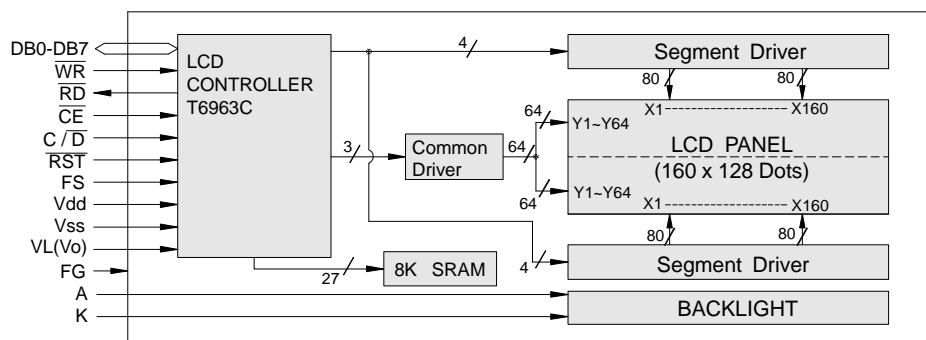 DB0-DB7
WR
RD
CE
C / D
RST
FS
Vdd
Vss
VL(Vo)
FG
A
K
LCD
CONTROLLER
T6963C
4
3
27
Common
Driver
8K SRAM
64
64
64
4
Segment Driver
80
80
X1 ---------------------- X160
Y1~Y64
LCD PANEL
(160 x 128 Dots)
Y1~Y64
X1 ---------------------- X160
80
80
Segment Driver
BACKLIGHT